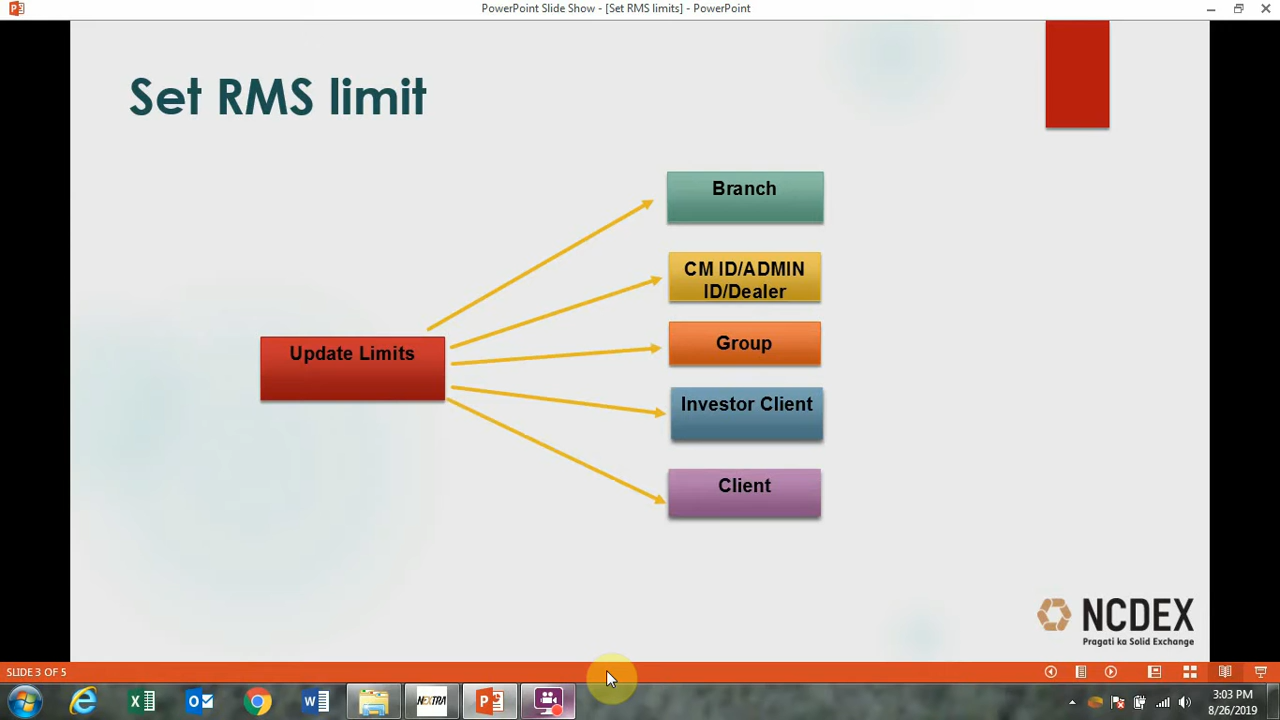 PowerPoint Slide Show - [Set RMS limits] - PowerPoint
Set RMS limit
Branch
CM ID/ADMIN
ID/Dealer
Group
Update Limits
Investor Client
Client
NCDEX
Pragati ka Solid Exchange
SLIDE 3 OF 5
NEXTRA
3:03 PM
8/26/2019